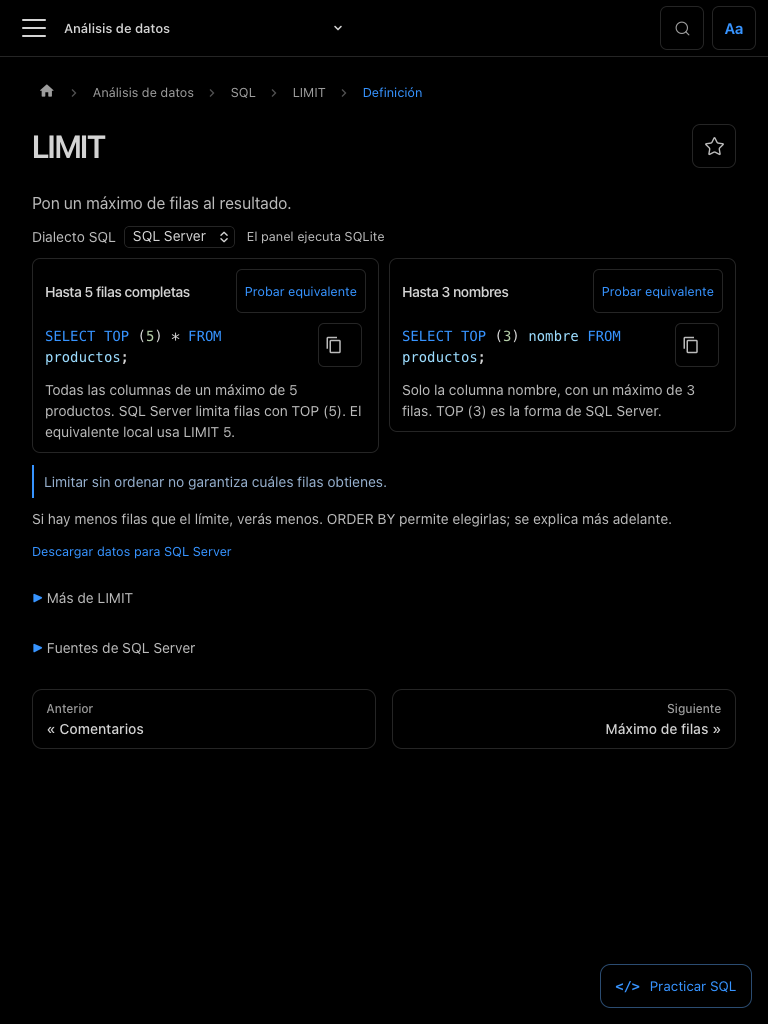 Análisis de datos
Aa
Análisis de datos
SQL
LIMIT
Definición
LIMIT
Pon un máximo de filas al resultado.
Dialecto SQL
SQL Server
El panel ejecuta SQLite
Hasta 5 filas completas
Probar equivalente
SELECT TOP (5) * FROM
productos;
Todas las columnas de un máximo de 5
productos. SQL Server limita filas con TOP (5). El
equivalente local usa LIMIT 5.
Hasta 3 nombres
Probar equivalente
SELECT TOP (3) nombre FROM
productos;
Solo la columna nombre, con un máximo de 3
filas. TOP (3) es la forma de SQL Server.
Limitar sin ordenar no garantiza cuáles filas obtienes.
Si hay menos filas que el límite, verás menos. ORDER BY permite elegirlas; se explica más adelante.
Descargar datos para SQL Server
Más de LIMIT
Fuentes de SQL Server
Anterior
« Comentarios
Siguiente
Máximo de filas »
</> Practicar SQL